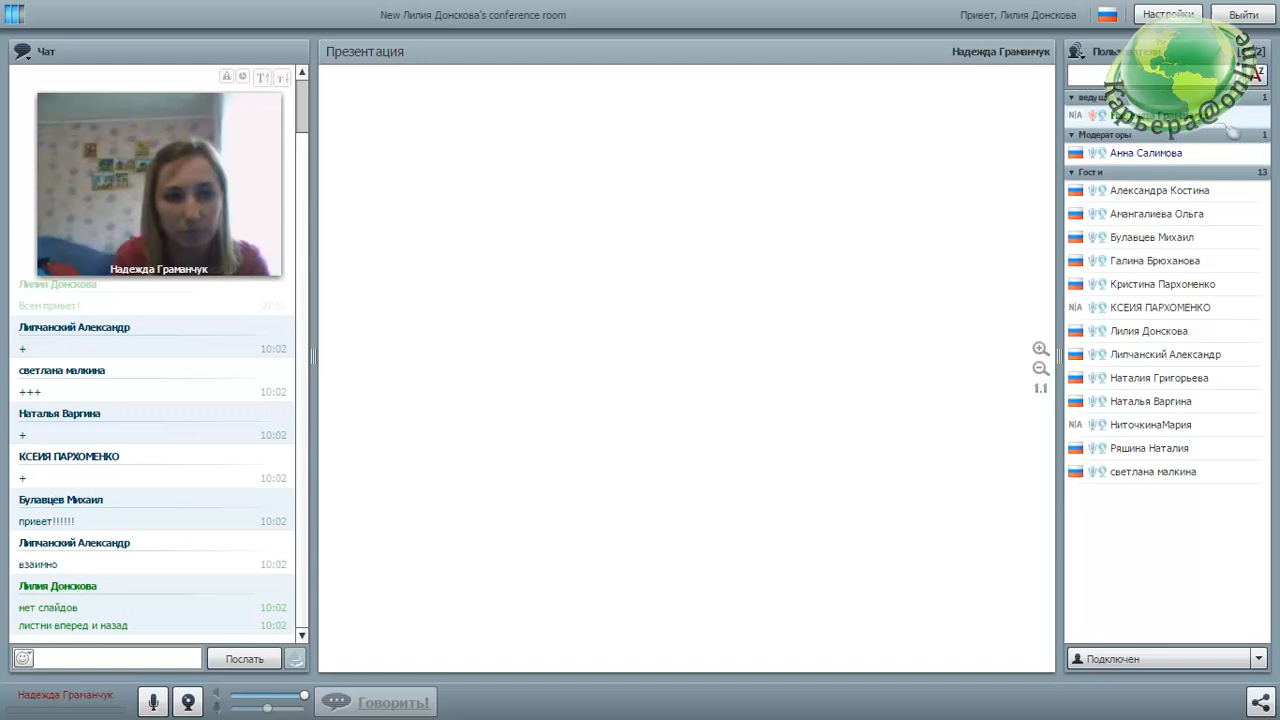 New Лилия Донскова's conference room
Привет, Лилия Донскова
Настройки
Выйти
Чат
Надежда Граманчук
Лилия Донскова
Всем привет!
Липчанский Александр
+ 10:02
светлана малкина
+++ 10:02
Наталья Варгина
+ 10:02
КСЕИЯ ПАРХОМЕНКО
+ 10:02
Булавцев Михаил
привет!!!!!! 10:02
Липчанский Александр
взаимно 10:02
Лилия Донскова
нет слайдов 10:02
листни вперед и назад 10:02
Послать
Надежда Граманчук
Говорить!
Презентация
Надежда Граманчук
1.1
Карьера@online
N|A
Модераторы 1
Анна Салимова
Гости 13
Александра Костина
Амангалиева Ольга
Булавцев Михаил
Галина Брюханова
Кристина Пархоменко
N|A КСЕИЯ ПАРХОМЕНКО
Лилия Донскова
Липчанский Александр
Наталия Григорьева
Наталья Варгина
N|A НиточкинаМария
Ряшина Наталия
светлана малкина
Подключен